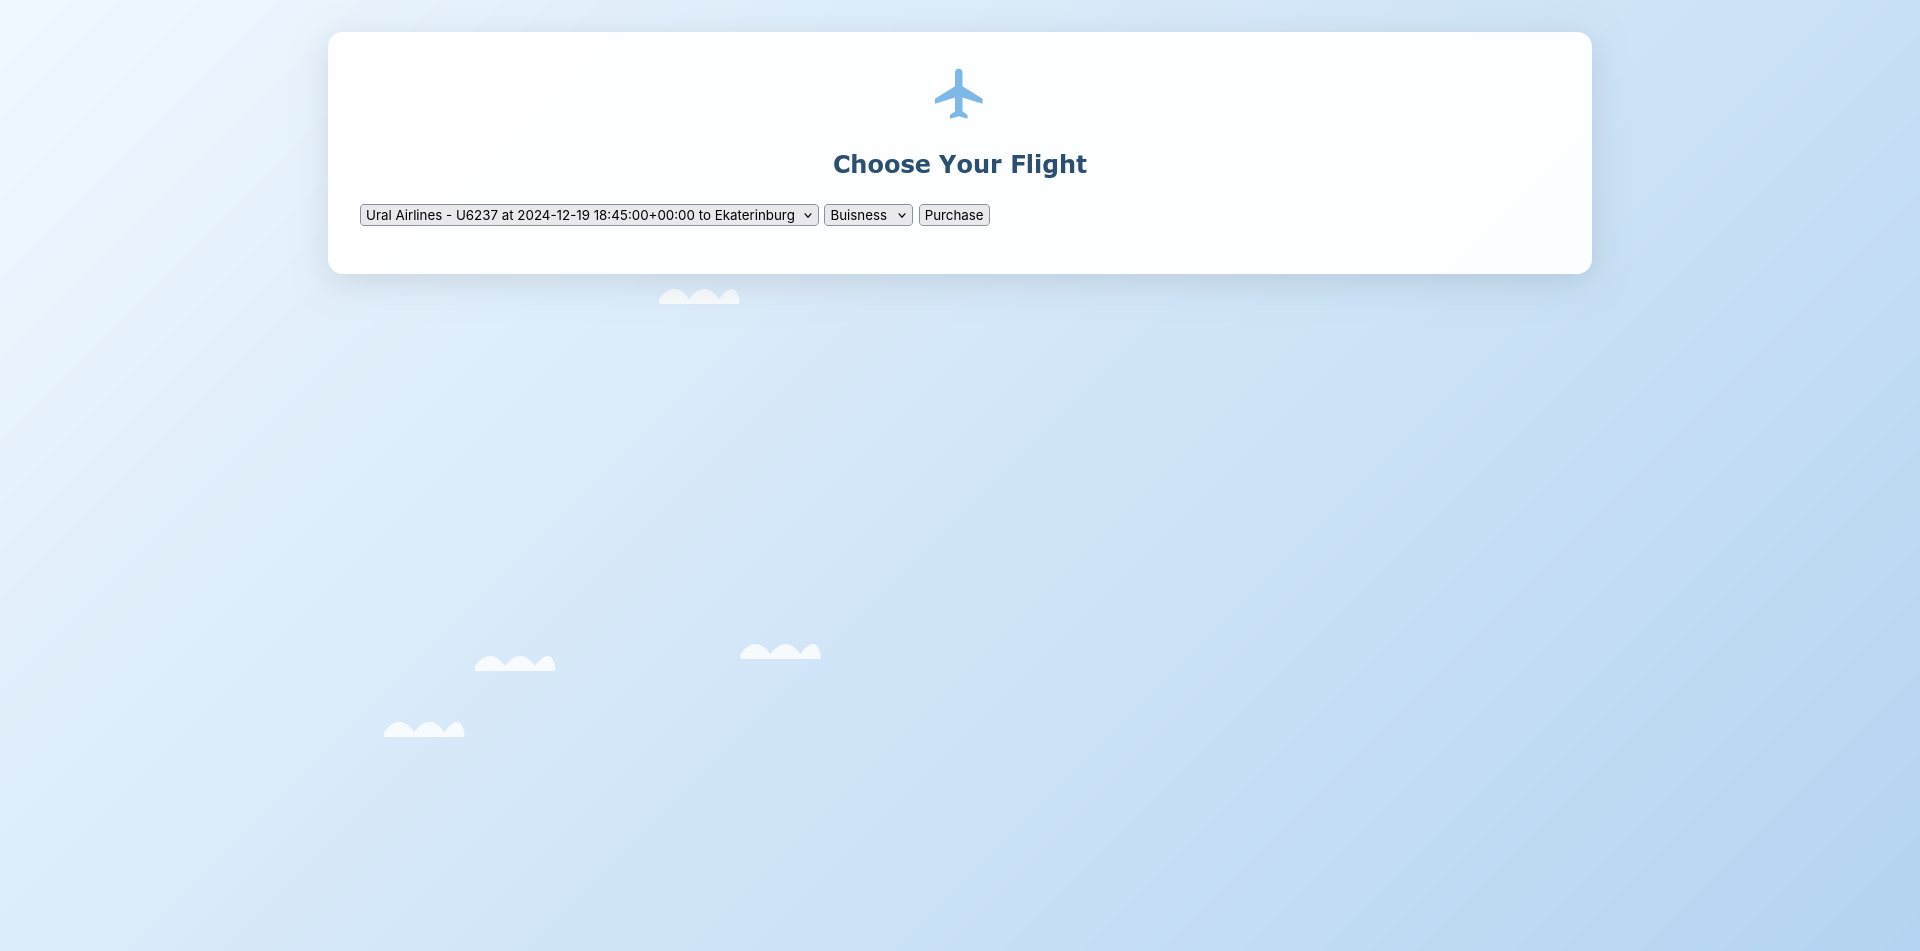 Choose Your Flight
Ural Airlines - U6237 at 2024-12-19 18:45:00+00:00 to Ekaterinburg Buisness Purchase